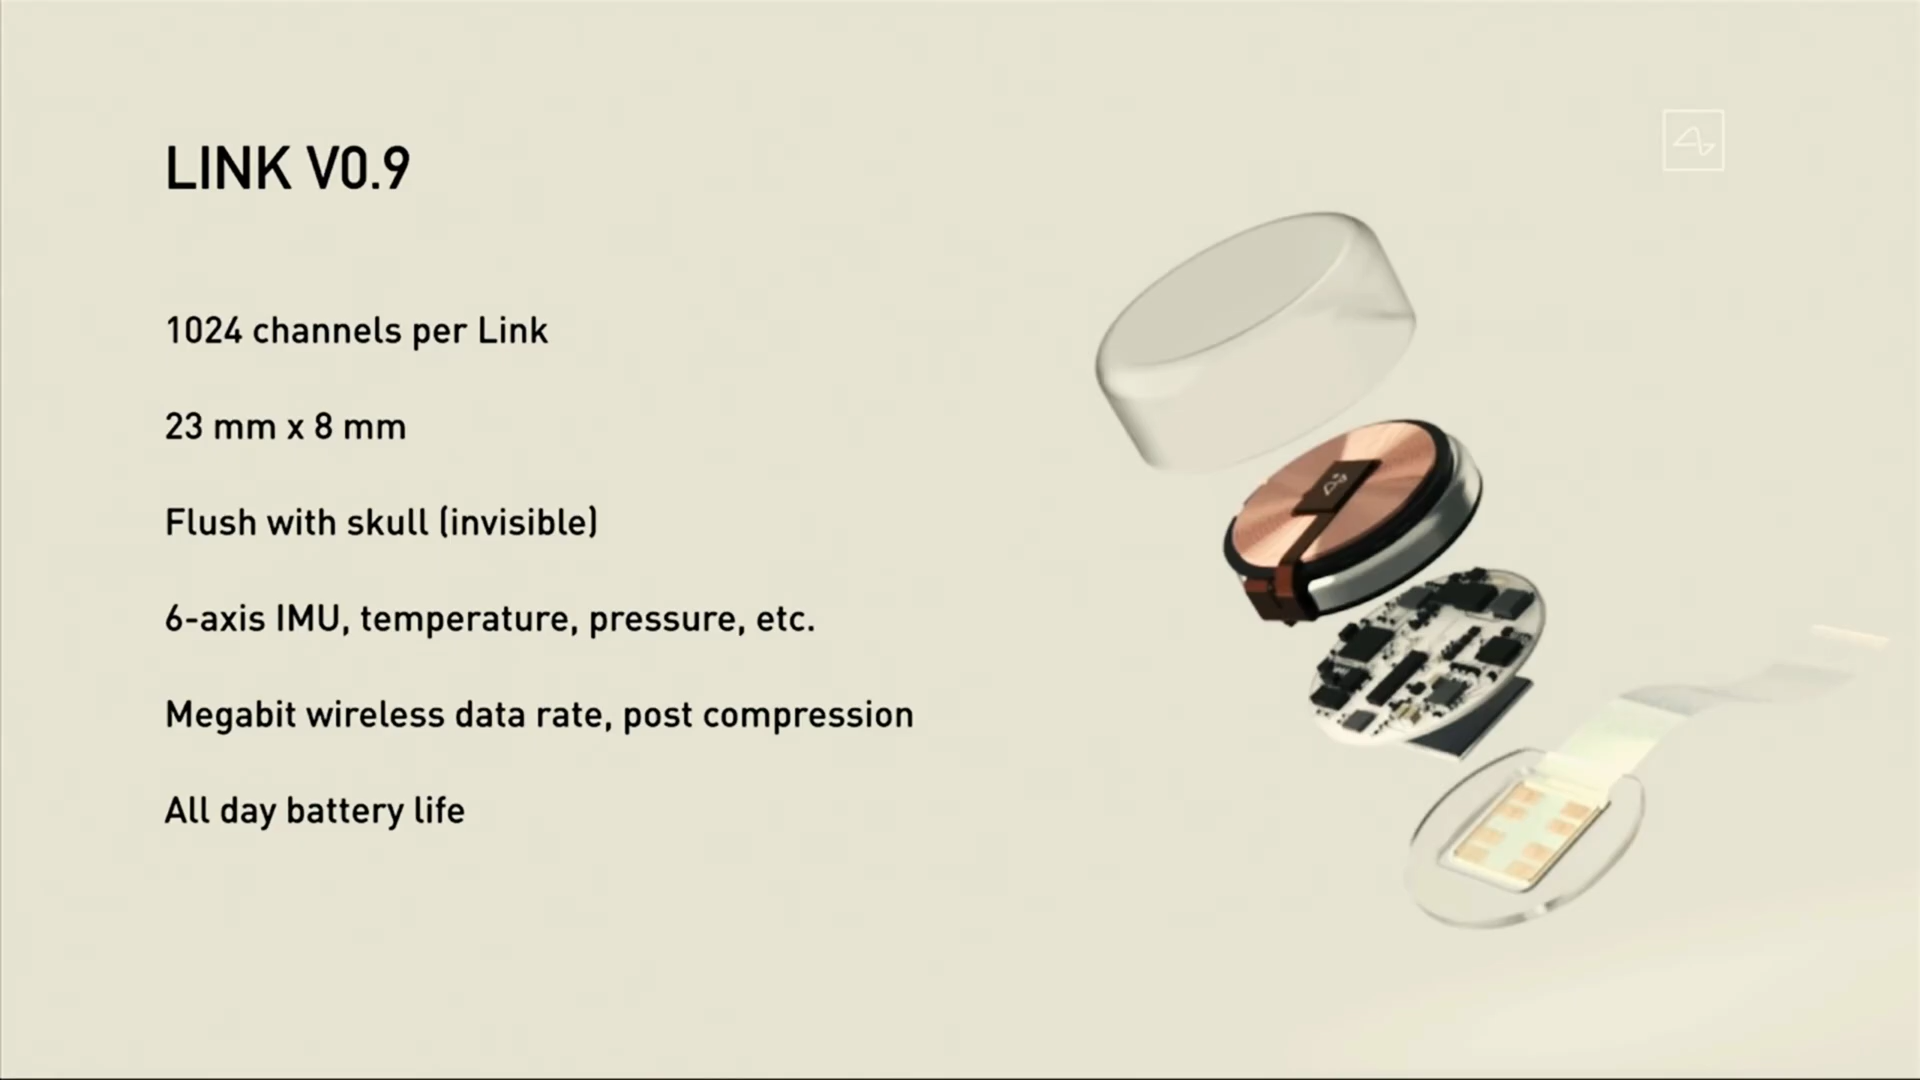 LINK V0.9
1024 channels per Link
23 mm x 8 mm
Flush with skull (invisible)
6-axis IMU, temperature, pressure, etc.
Megabit wireless data rate, post compression
All day battery life